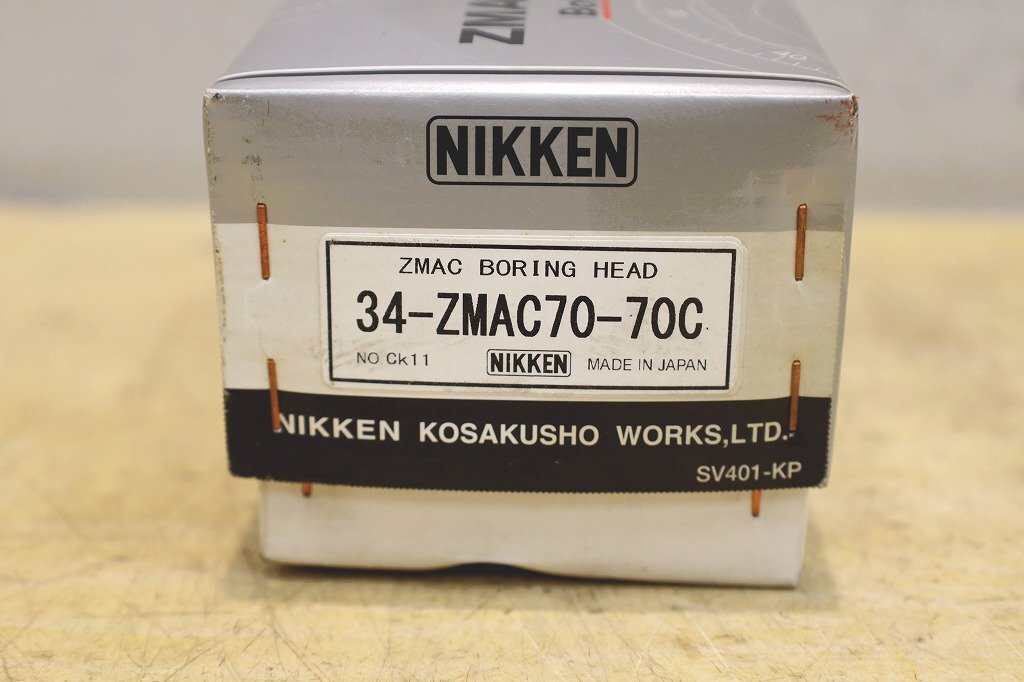 40
NIKKEN
ZMAC BORING HEAD
34-ZMAC70-70C
NO Ck11 NIKKEN MADE IN JAPAN
NIKKEN KOSAKUSHO WORKS,LTD.
SV401-KP